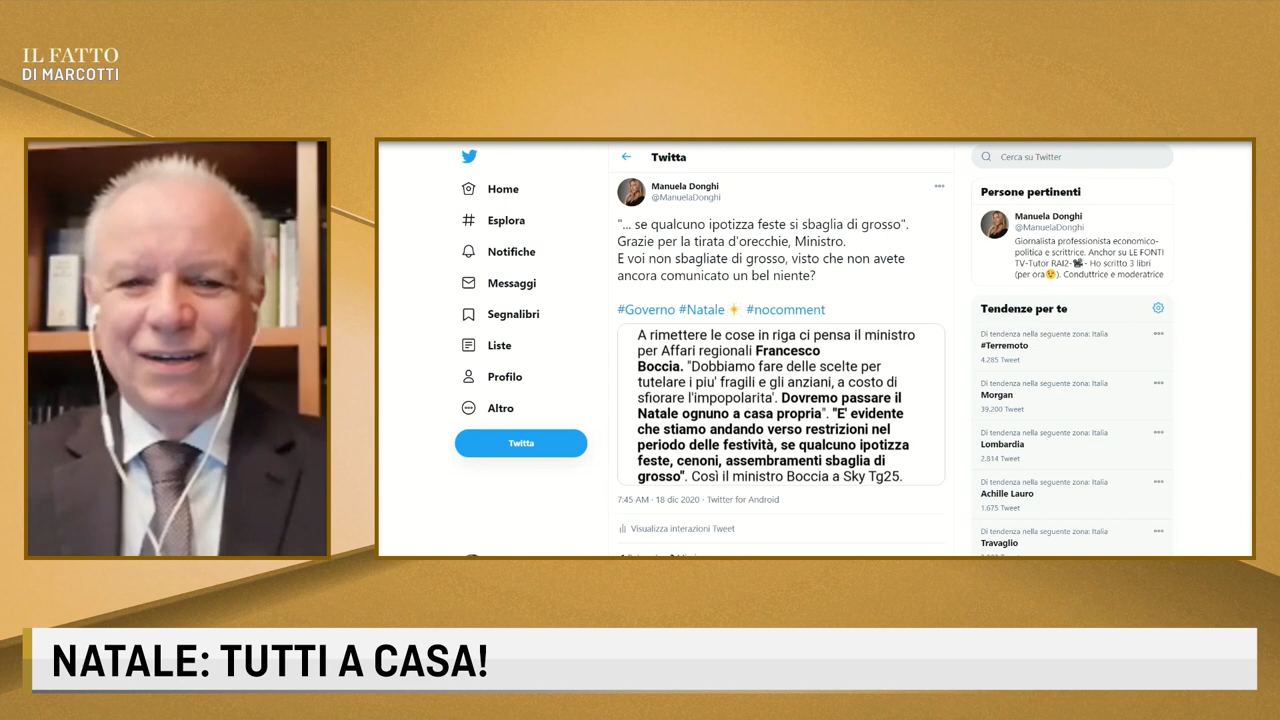 IL FATTO
DI MARCOTTI
Home
Esplora
Notifiche
Messaggi
Segnalibri
Liste
Profilo
Altro
Twitta
Twitta
Manuela Donghi
@ManuelaDonghi
"... se qualcuno ipotizza feste si sbaglia di grosso".
Grazie per la tirata d'orecchie, Ministro.
E voi non sbagliate di grosso, visto che non avete
ancora comunicato un bel niente?
#Governo #Natale #nocomment
A rimettere le cose in riga ci pensa il ministro
per Affari regionali Francesco
Boccia. "Dobbiamo fare delle scelte per
tutelare i piu' fragili e gli anziani, a costo di
sfiorare l'impopolarita'. Dovremo passare il
Natale ognuno a casa propria". "E' evidente
che stiamo andando verso restrizioni nel
periodo delle festività, se qualcuno ipotizza
feste, cenoni, assembramenti sbaglia di
grosso". Così il ministro Boccia a Sky Tg25.
7:45 AM · 18 dic 2020 · Twitter for Android
Visualizza interazioni Tweet
Cerca su Twitter
Persone pertinenti
Manuela Donghi
@ManuelaDonghi
Giornalista professionista economico-
politica e scrittrice. Anchor su LE FONTI
TV-Tutor RAI2- - Ho scritto 3 libri
(per ora ). Conduttrice e moderatrice
Tendenze per te
Di tendenza nella seguente zona: Italia
#Terremoto
4.285 Tweet
Di tendenza nella seguente zona: Italia
Morgan
39.200 Tweet
Di tendenza nella seguente zona: Italia
Lombardia
2.814 Tweet
Di tendenza nella seguente zona: Italia
Achille Lauro
1.675 Tweet
Di tendenza nella seguente zona: Italia
Travaglio
NATALE: TUTTI A CASA!